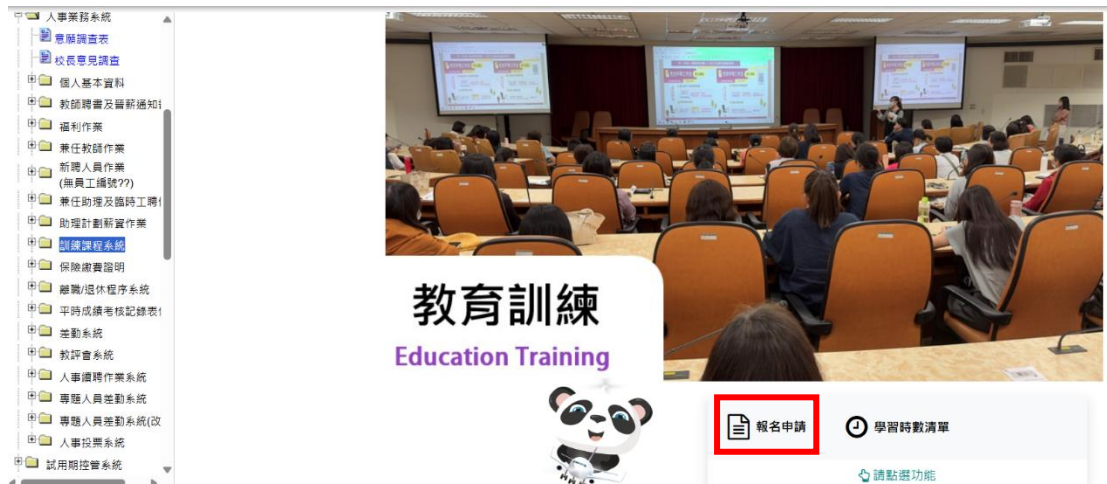 人事業務系統
意願調查表
校長意見調查
個人基本資料
教師聘書及晉薪通知
福利作業
兼任教師作業
新聘人員作業
(無員工編號??)
兼任助理及臨時工聘
助理計劃薪資作業
訓練課程系統
保險繳費證明
離職/退休程序系統
平時成績考核記錄表
差勤系統
教評會系統
人事續聘作業系統
專題人員差勤系統
專題人員差勤系統(改
人事投票系統
試用期控管系統
教育訓練
Education Training
報名申請
學習時數清單
請點選功能